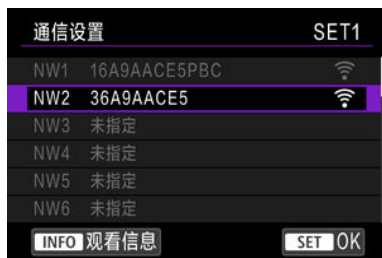 通信设置 SET1
NW1 16A9AACE5PBC
NW2 36A9AACE5
NW3 未指定
NW4 未指定
NW5 未指定
NW6 未指定
INFO 观看信息 SET OK